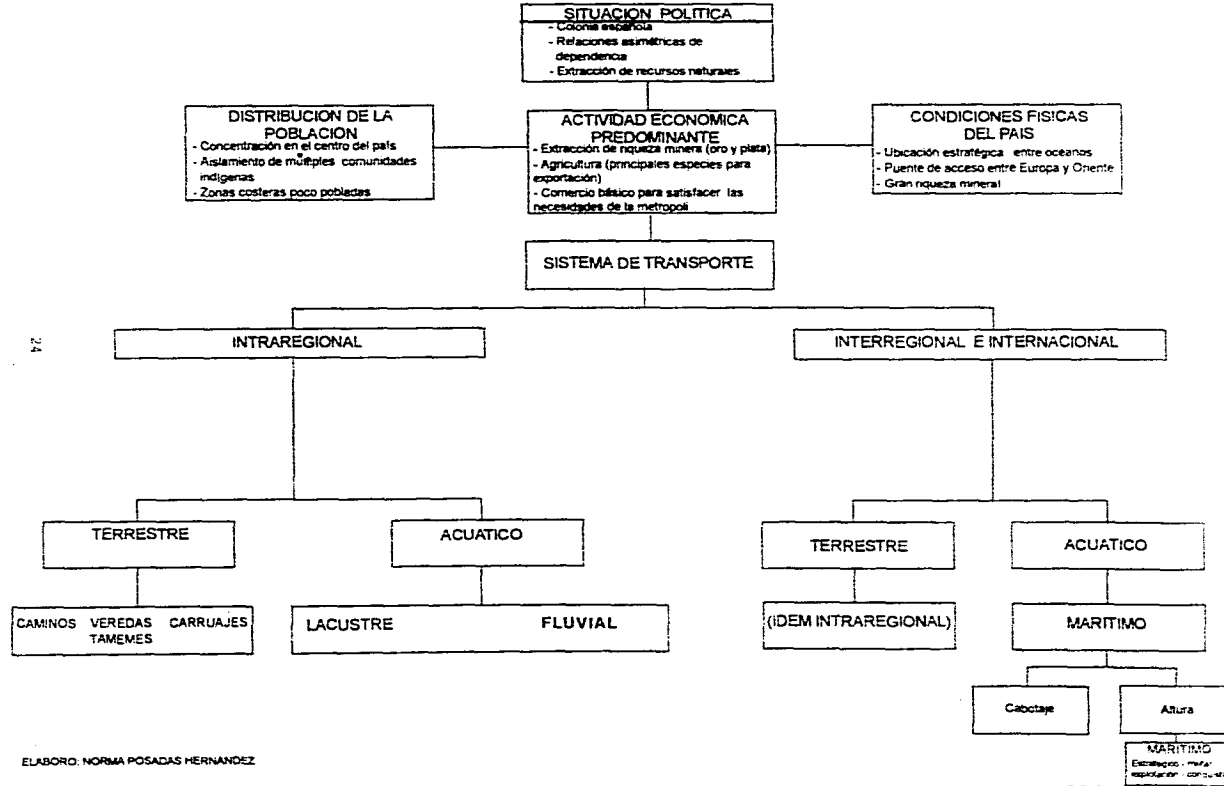 SITUACION POLITICA
- Colonia española
- Relaciones asimétricas de
dependencia
- Extracción de recursos naturales
DISTRIBUCION DE LA
POBLACION
- Concentración en el centro del país
- Aislamiento de múltiples comunidades
indígenas
- Zonas costeras poco pobladas
ACTIVIDAD ECONOMICA
PREDOMINANTE
- Extracción de riqueza minera (oro y plata)
- Agricultura (principales especies para
exportación)
- Comercio básico para satisfacer las
necesidades de la metropoli
CONDICIONES FISICAS
DEL PAIS
- Ubicación estratégica entre océanos
- Puente de acceso entre Europa y Oriente
- Gran riqueza mineral
SISTEMA DE TRANSPORTE
24
INTRAREGIONAL
INTERREGIONAL E INTERNACIONAL
TERRESTRE
ACUATICO
TERRESTRE
ACUATICO
CAMINOS VEREDAS CARRUAJES
TAMEMES
LACUSTRE FLUVIAL
(IDEM INTRAREGIONAL)
MARITIMO
Cabotaje
Altura
MARITIMO
Estratégico - militar
explotación - conquista
ELABORO: NORMA POSADAS HERNANDEZ